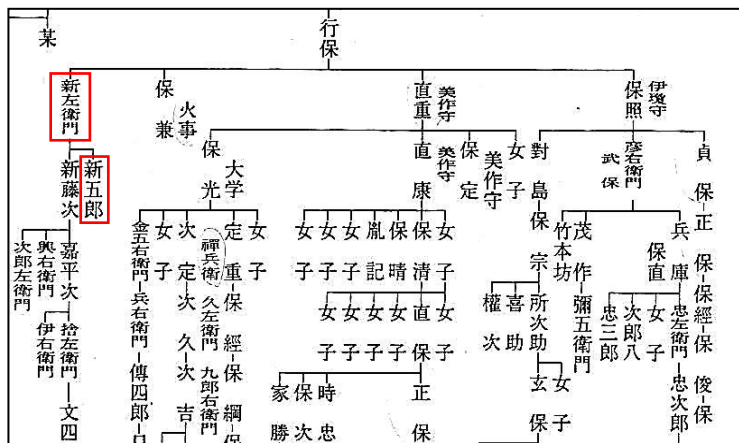 某
行保
保照
伊瓊守
直重
美作守
保兼
火事
新左衛門
貞保-正保-保經-保俊-保
彦右衛門
武保
對島保宗
女子
美作守
保定
直康
美作守
保光
大学
新五郎
新藤次
兵庫
保直
茂作-彌五衛門
竹本坊
所次助
喜助
權次
女子
保清
保晴
胤記
女子
女子
女子
女子
定重-保經-保綱-保
禪兵衛
久左衛門
九郎右衛門
次定次久次吉
女子
金五右衛門-兵右衛門-傳四郎
嘉平次
興右衛門
次郎左衛門
忠左衛門-忠次郎
女子
次郎八
忠三郎
女子
玄保
女子
直保
女子
女子
女子
正保
時忠
保次
家勝
捨左衛門-文四
伊右衛門